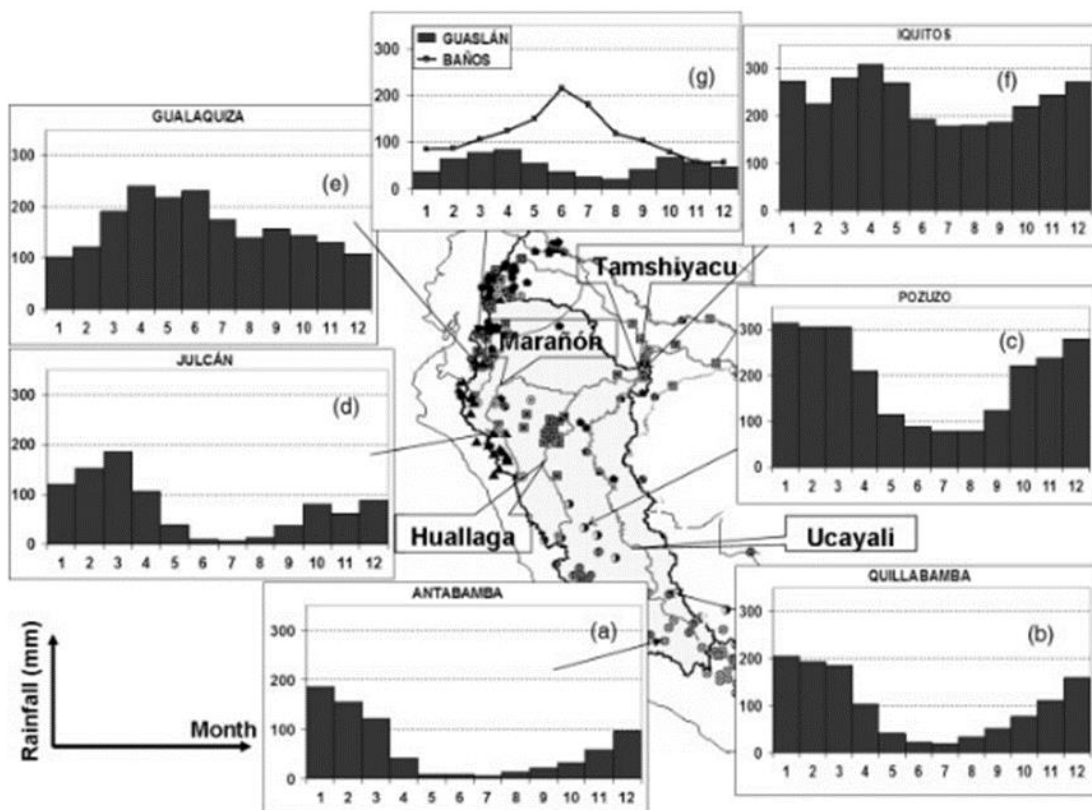 GUASLÁN
BAÑOS
(g)
300
200
100
0
1 2 3 4 5 6 7 8 9 10 11 12
IQUITOS
(f)
300
200
100
0
1 2 3 4 5 6 7 8 9 10 11 12
GUALAQUIZA
(e)
300
200
100
0
1 2 3 4 5 6 7 8 9 10 11 12
Tamshiyacu
Marañón
POZUZO
(c)
300
200
100
0
1 2 3 4 5 6 7 8 9 10 11 12
JULCÁN
(d)
300
200
100
0
1 2 3 4 5 6 7 8 9 10 11 12
Huallaga
Ucayali
ANTABAMBA
(a)
300
200
100
0
1 2 3 4 5 6 7 8 9 10 11 12
QUILLABAMBA
(b)
300
200
100
0
1 2 3 4 5 6 7 8 9 10 11 12
Rainfall (mm)
Month